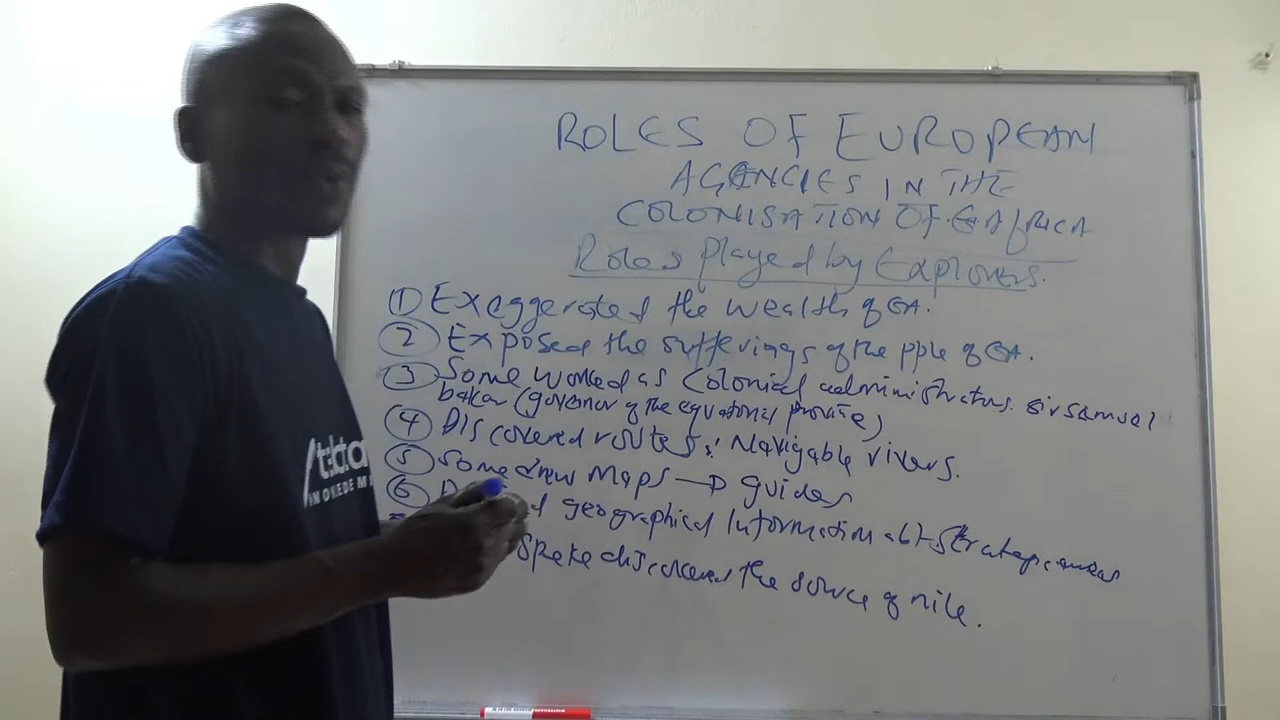 ROLES OF EUROPEAN
AGENCIES IN THE
COLONISATION OF E. AfRICA
Roles Played by Explorers.
① Exaggerated the wealth of EA.
② Exposed the sufferings of the pple of EA.
③ Some worked as Colonial administrators. sir samuel
baker (governor of the equatorial province)
④ Discovered routes; Navigable rivers.
⑤ Some drew Maps → guides
⑥ geographical Information abt strategic areas
Speke discovered the source of nile.